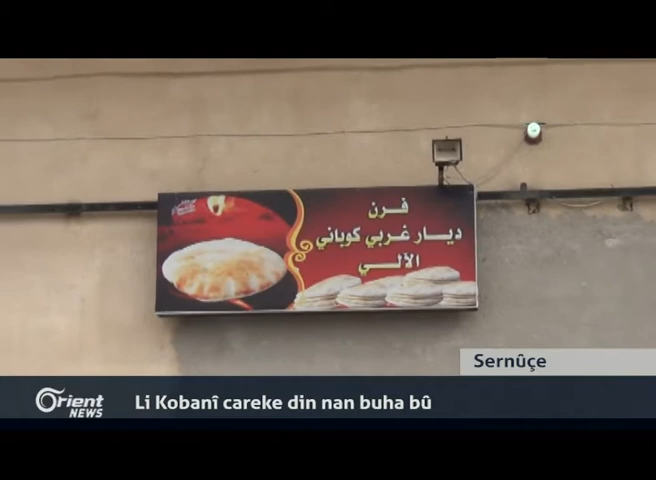 فرن
ديار غربي كوباني
الآلي
Sernûçe
Orient
NEWS
Li Kobanî careke din nan buha bû